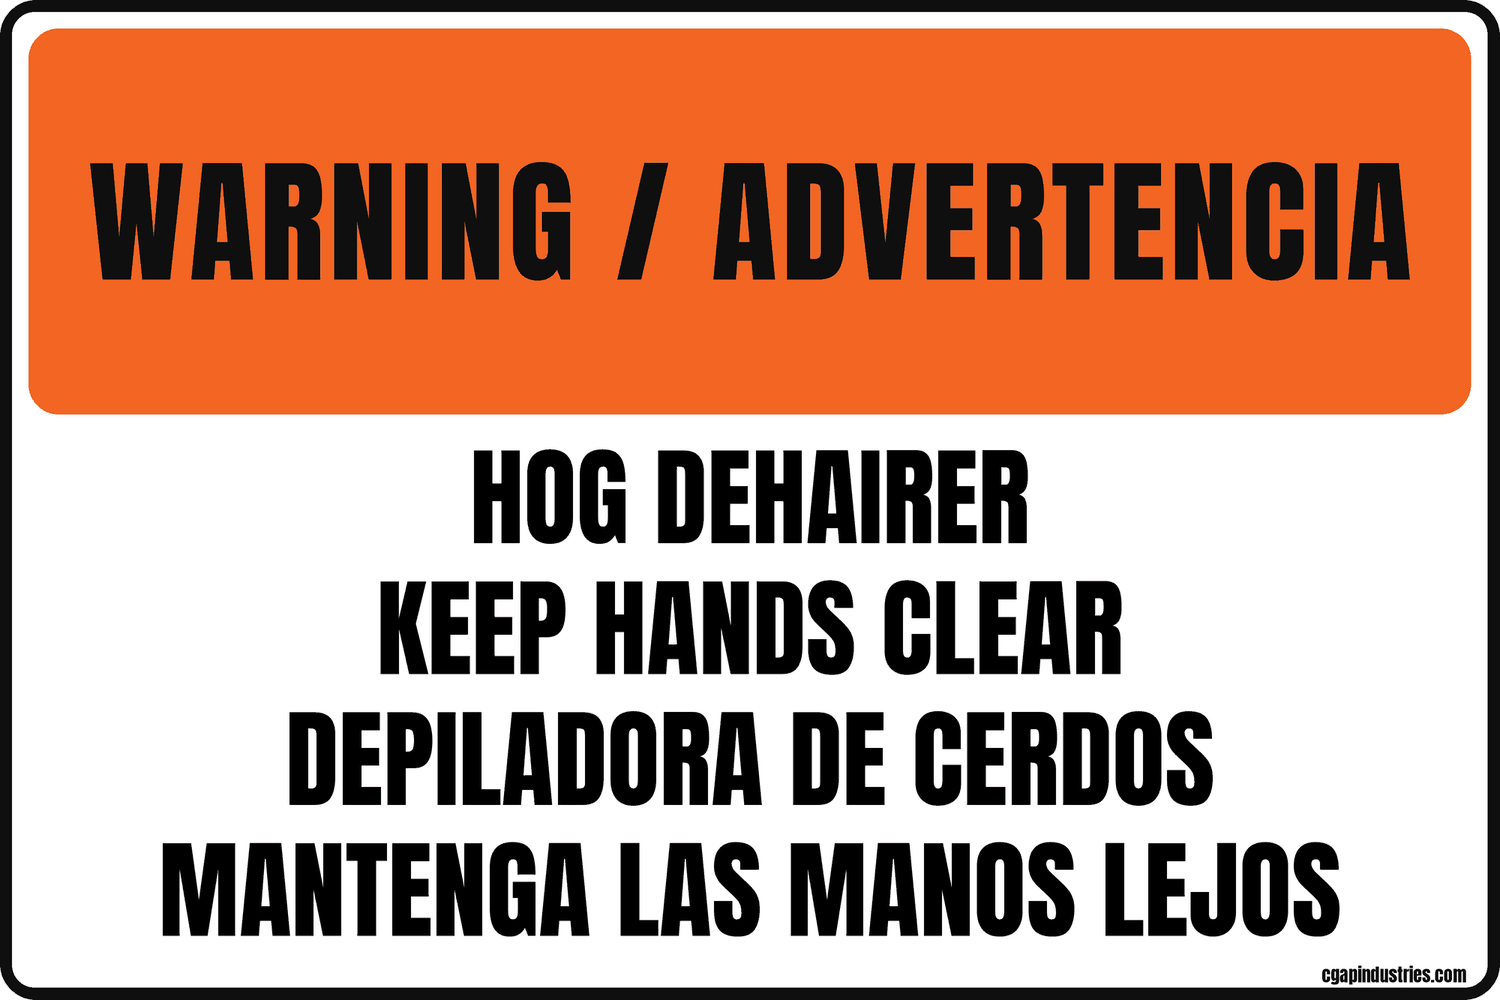 WARNING / ADVERTENCIA
HOG DEHAIRER
KEEP HANDS CLEAR
DEPILADORA DE CERDOS
MANTENGA LAS MANOS LEJOS
cgapindustries.com